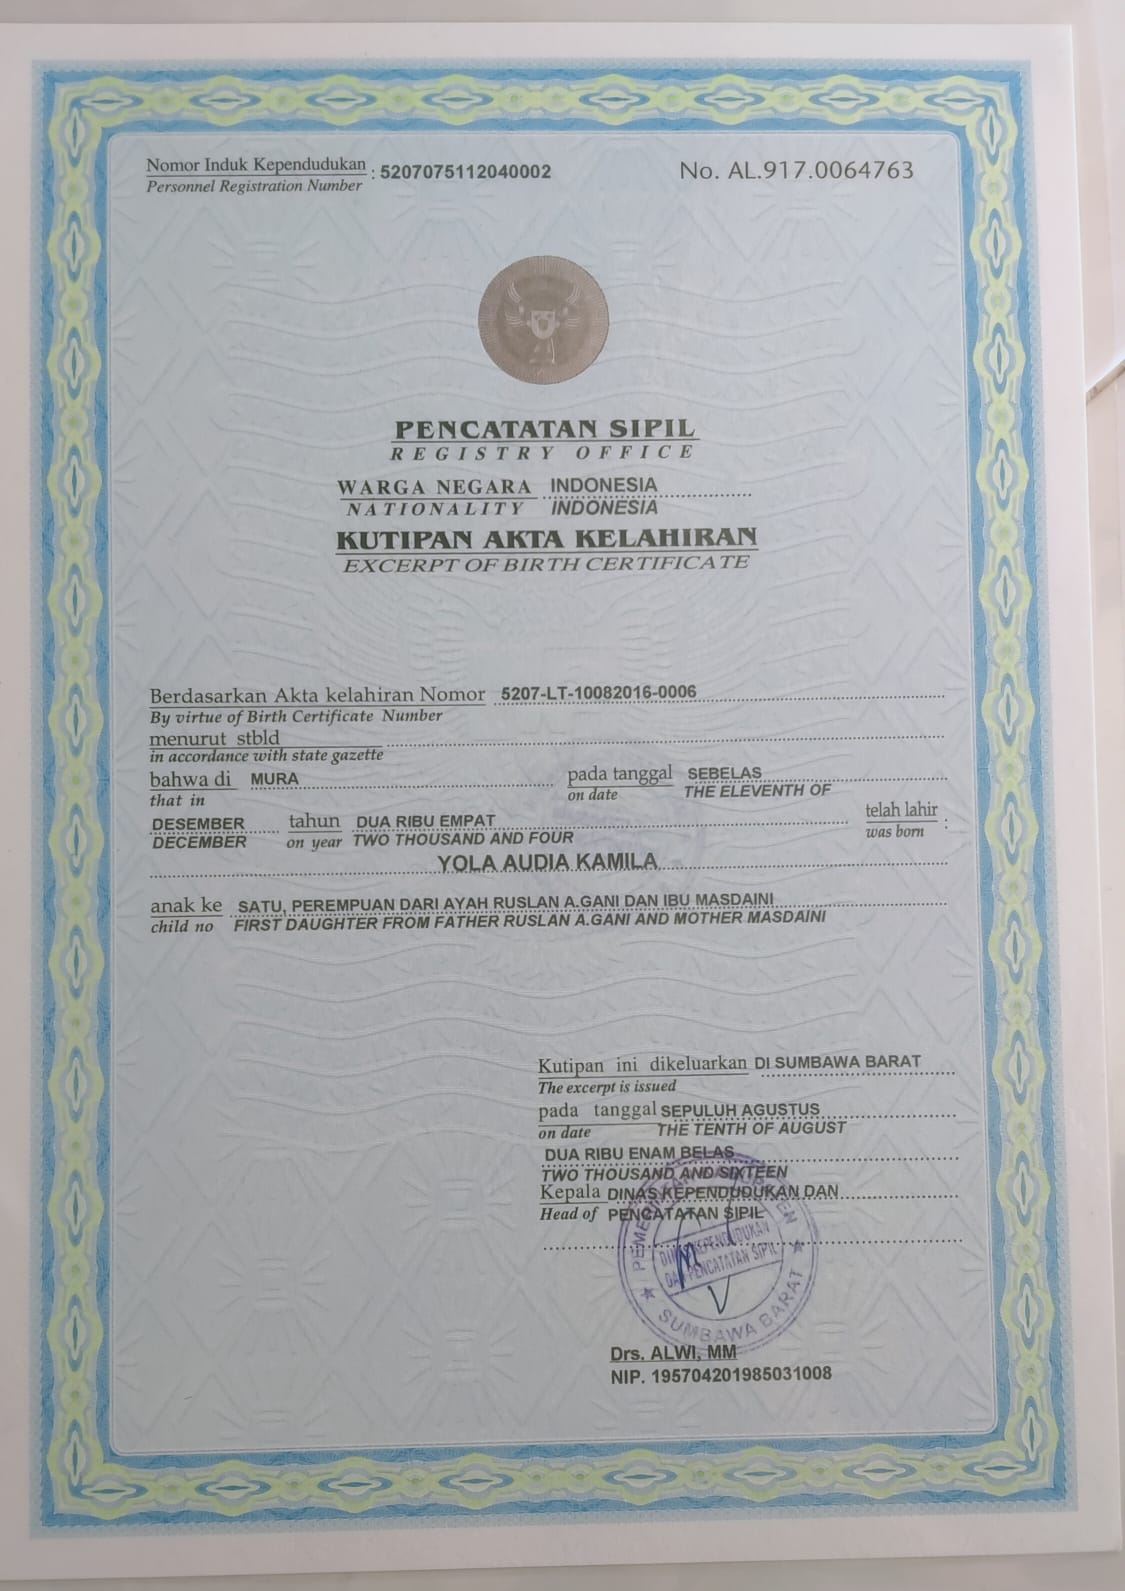 Nomor Induk Kependudukan : 5207075112040002 No. AL.917.0064763
Personnel Registration Number
PENCATATAN SIPIL
REGISTRY OFFICE
WARGA NEGARA INDONESIA
NATIONALITY INDONESIA
KUTIPAN AKTA KELAHIRAN
EXCERPT OF BIRTH CERTIFICATE
Berdasarkan Akta kelahiran Nomor 5207-LT-10082016-0006
By virtue of Birth Certificate Number
menurut stbld
in accordance with state gazette
bahwa di MURA pada tanggal SEBELAS
that in on date THE ELEVENTH OF
DESEMBER tahun DUA RIBU EMPAT telah lahir :
DECEMBER on year TWO THOUSAND AND FOUR was born
YOLA AUDIA KAMILA
anak ke SATU, PEREMPUAN DARI AYAH RUSLAN A.GANI DAN IBU MASDAINI
child no FIRST DAUGHTER FROM FATHER RUSLAN A.GANI AND MOTHER MASDAINI
Kutipan ini dikeluarkan DI SUMBAWA BARAT
The excerpt is issued
pada tanggal SEPULUH AGUSTUS
on date THE TENTH OF AUGUST
DUA RIBU ENAM BELAS
TWO THOUSAND AND SIXTEEN
Kepala DINAS KEPENDUDUKAN DAN
Head of PENCATATAN SIPIL
DINAS KEPENDUDUKAN
DAN PENCATATAN SIPIL
SUMBAWA BARAT
Drs. ALWI, MM
NIP. 195704201985031008